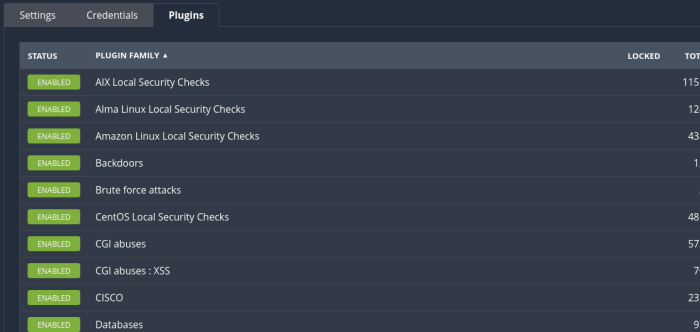 Settings Credentials Plugins
STATUS PLUGIN FAMILY ▲ LOCKED TOT
ENABLED AIX Local Security Checks 115
ENABLED Alma Linux Local Security Checks 12
ENABLED Amazon Linux Local Security Checks 43
ENABLED Backdoors 1
ENABLED Brute force attacks
ENABLED CentOS Local Security Checks 48
ENABLED CGI abuses 57
ENABLED CGI abuses : XSS 7
ENABLED CISCO 23
ENABLED Databases 9